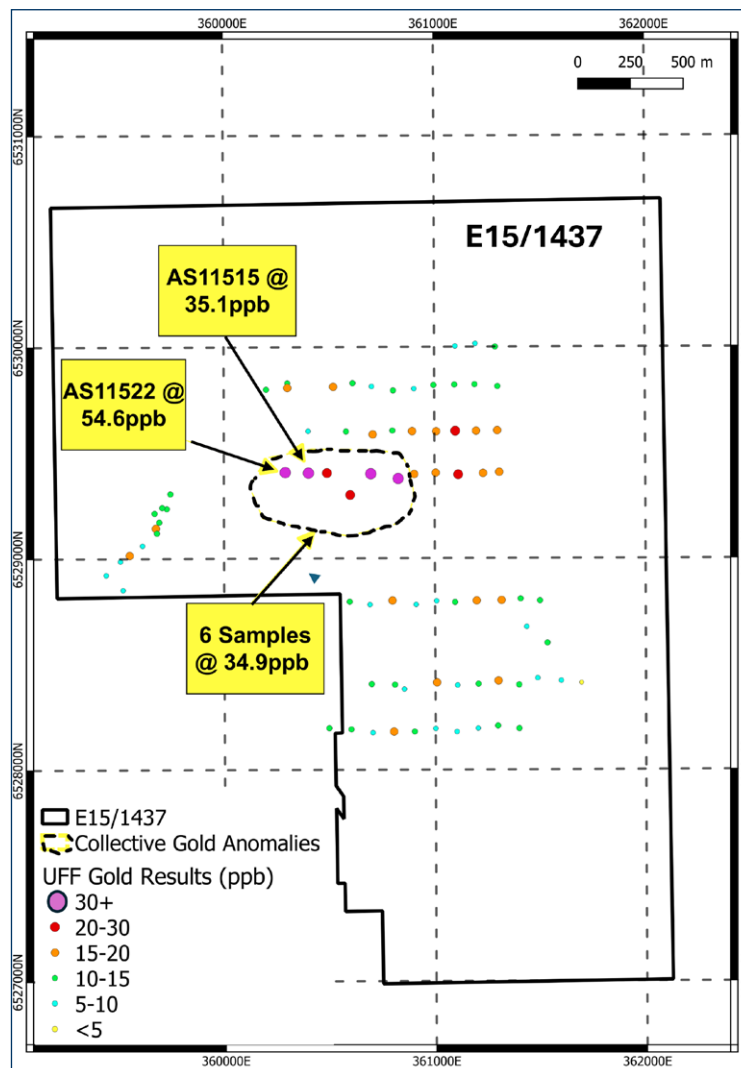 360000E
361000E
362000E
0 250 500 m
6531000N
E15/1437
AS11515 @
35.1ppb
6530000N
AS11522 @
54.6ppb
6529000N
6 Samples
@ 34.9ppb
6528000N
E15/1437
Collective Gold Anomalies
UFF Gold Results (ppb)
30+
20-30
15-20
10-15
5-10
<5
6527000N
360000E
361000E
362000E